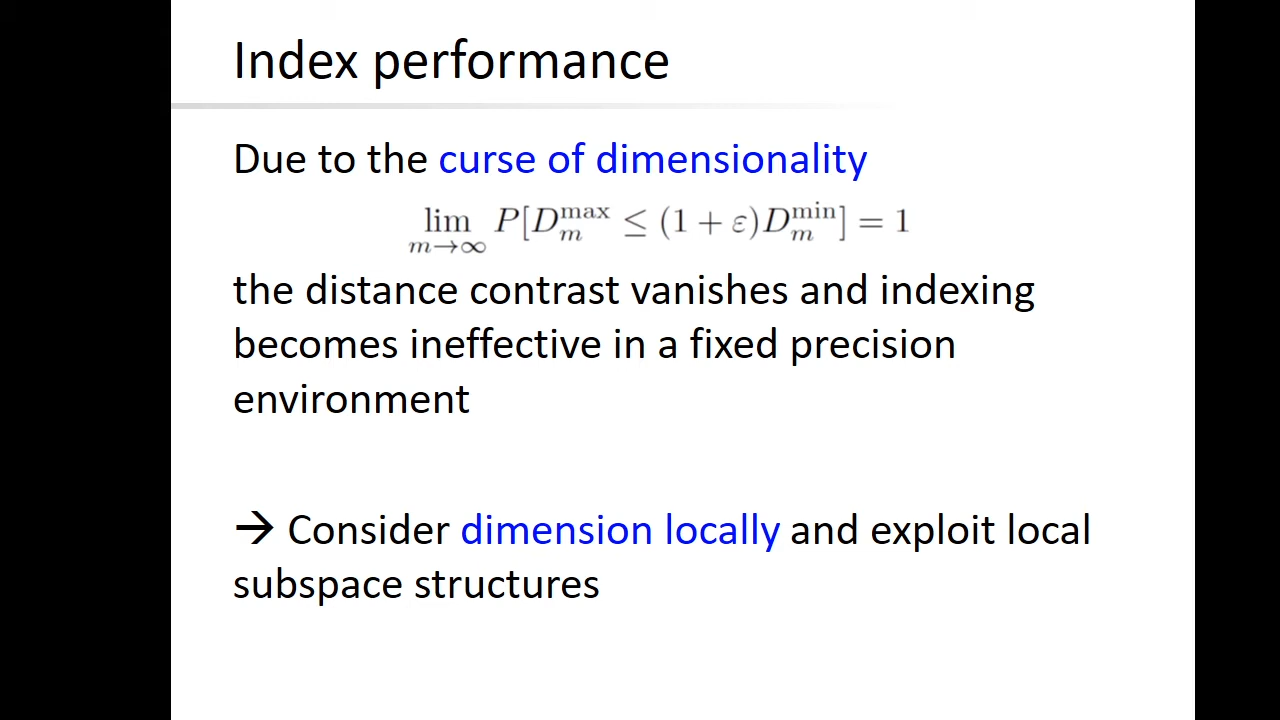 Index performance
Due to the curse of dimensionality
lim P[D_m^max ≤ (1 + ε)D_m^min] = 1
m→∞
the distance contrast vanishes and indexing
becomes ineffective in a fixed precision
environment
→ Consider dimension locally and exploit local
subspace structures